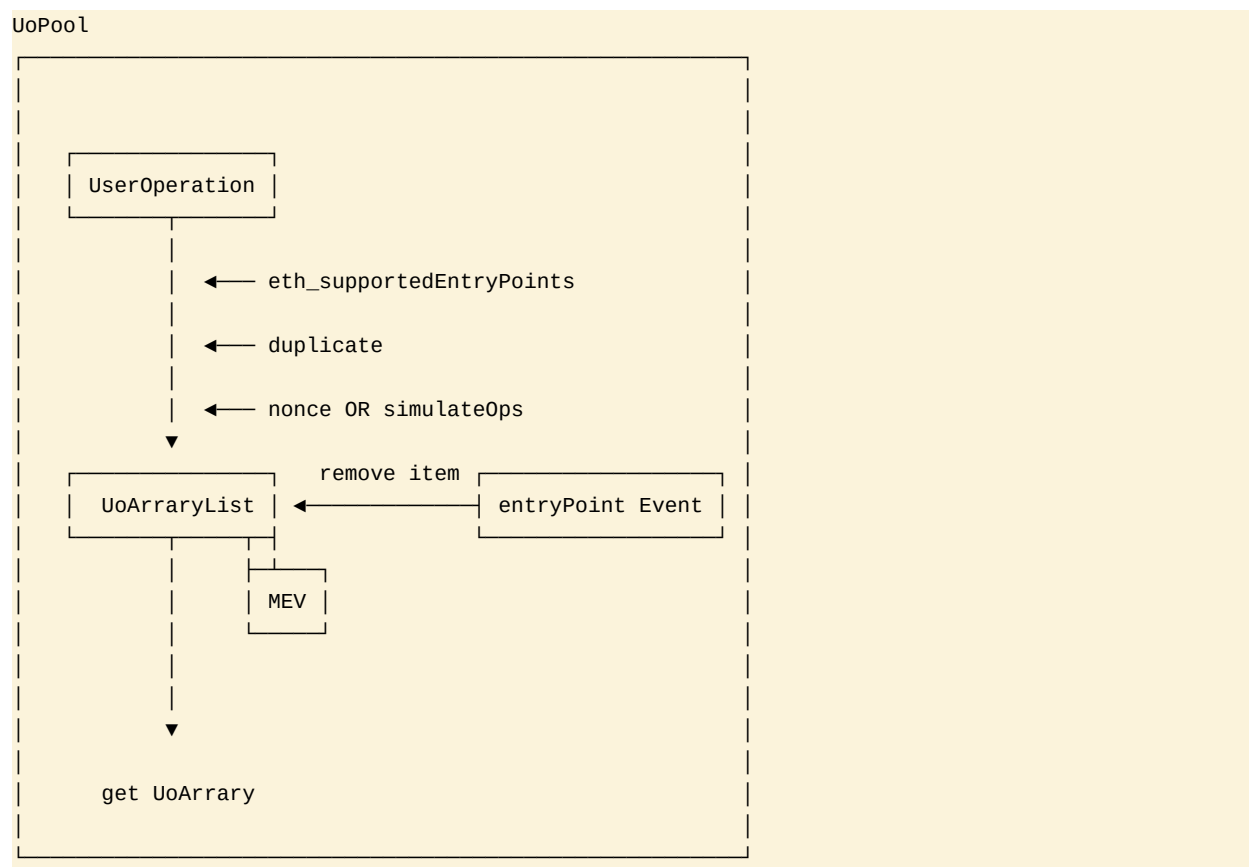 UoPool
UserOperation
eth_supportedEntryPoints
duplicate
nonce OR simulateOps
remove item
UoArraryList
entryPoint Event
MEV
get UoArrary